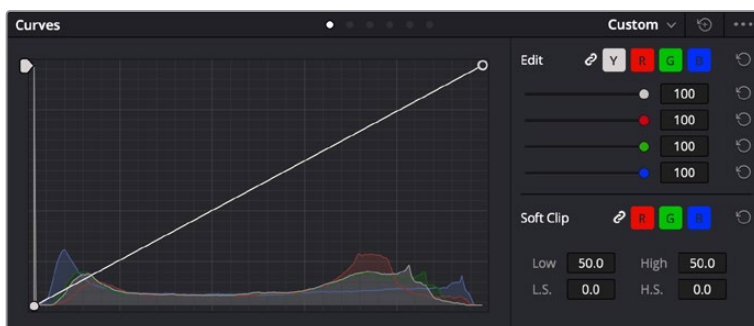 Curves Custom
Edit Y R G B
100
100
100
100
Soft Clip R G B
Low 50.0 High 50.0
L.S. 0.0 H.S. 0.0